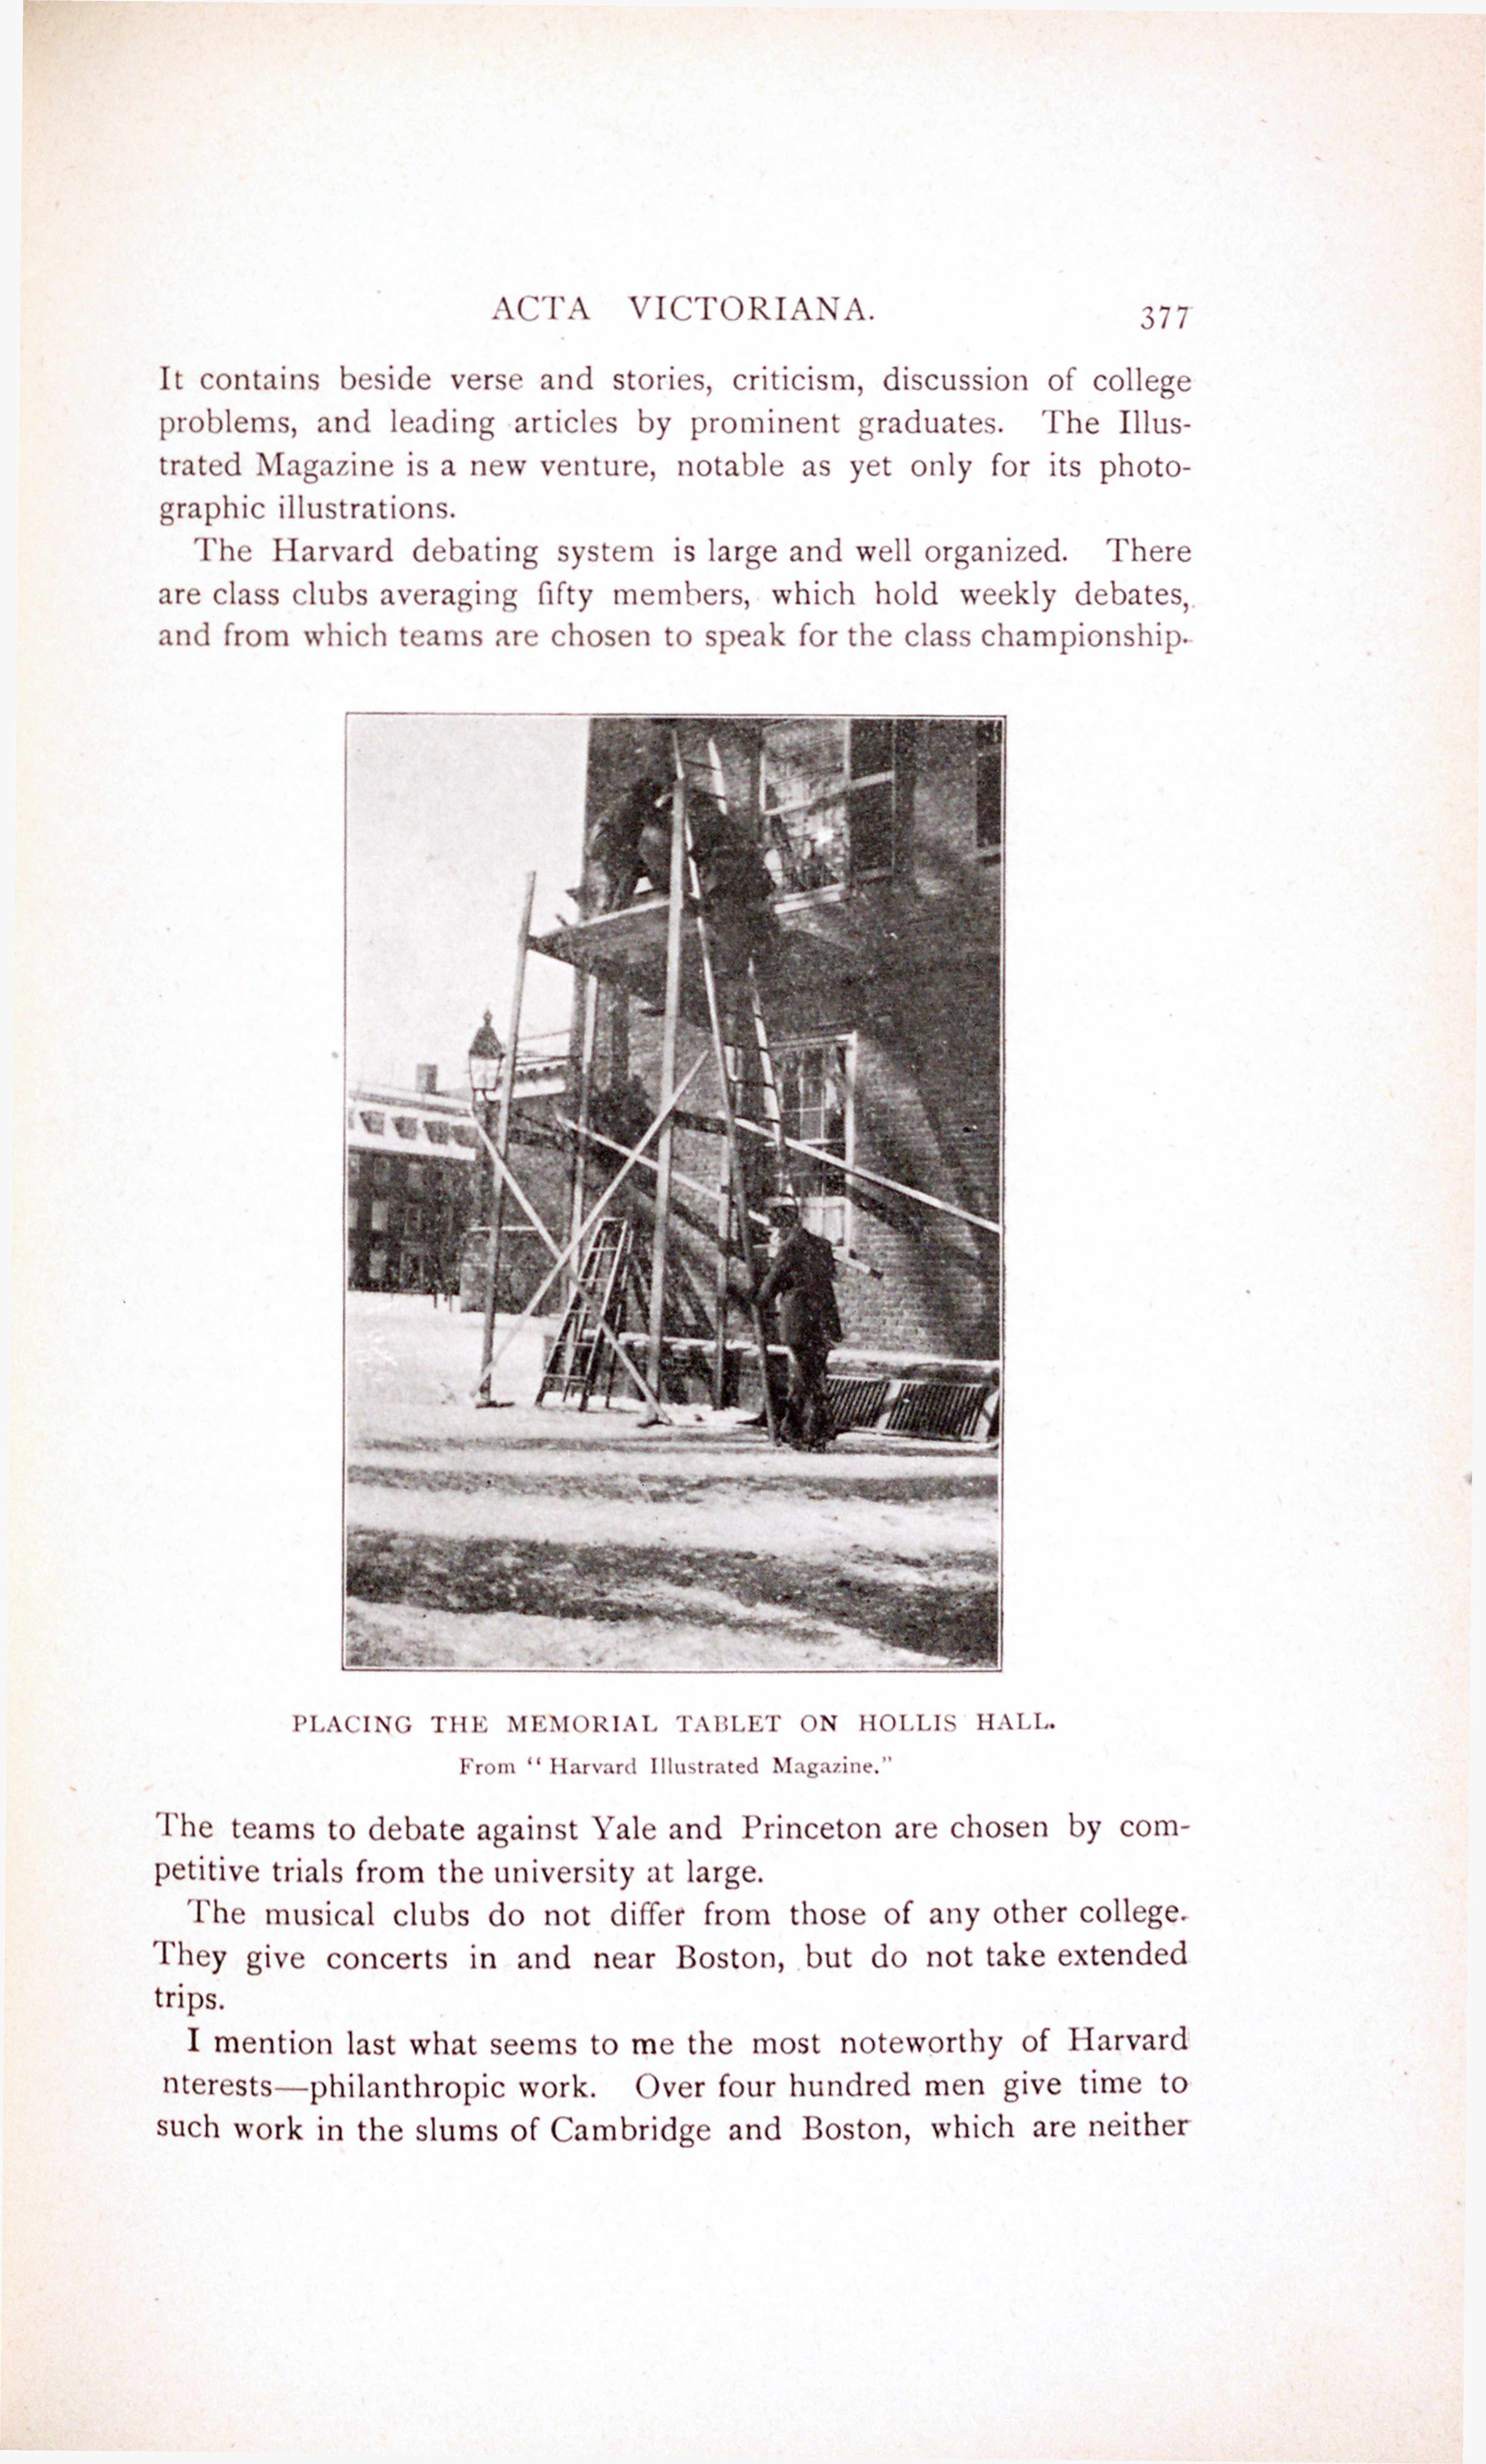 ACTA VICTORIANA. 377
It contains beside verse and stories, criticism, discussion of college
problems, and leading articles by prominent graduates. The Illus-
trated Magazine is a new venture, notable as yet only for its photo-
graphic illustrations.
The Harvard debating system is large and well organized. There
are class clubs averaging fifty members, which hold weekly debates,
and from which teams are chosen to speak for the class championship.
PLACING THE MEMORIAL TABLET ON HOLLIS HALL.
From "Harvard Illustrated Magazine."
The teams to debate against Yale and Princeton are chosen by com-
petitive trials from the university at large.
The musical clubs do not differ from those of any other college.
They give concerts in and near Boston, but do not take extended
trips.
I mention last what seems to me the most noteworthy of Harvard
nterests—philanthropic work. Over four hundred men give time to
such work in the slums of Cambridge and Boston, which are neither